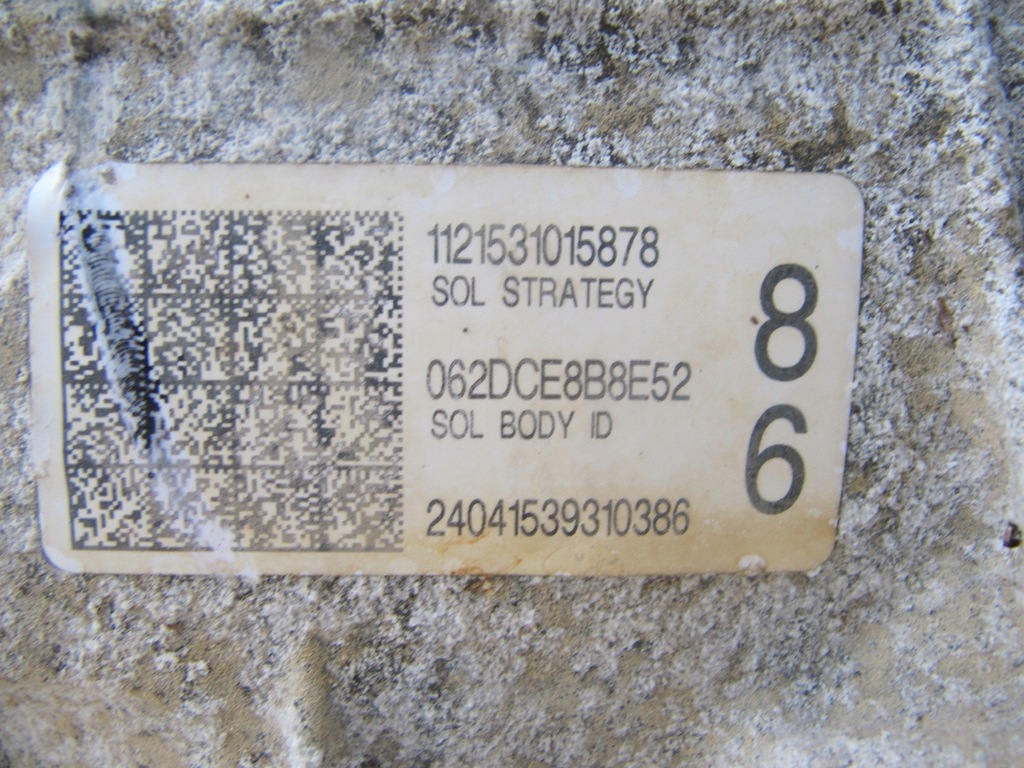 1121531015878
SOL STRATEGY
062DCE8B8E52
SOL BODY ID
24041539310386
8
6